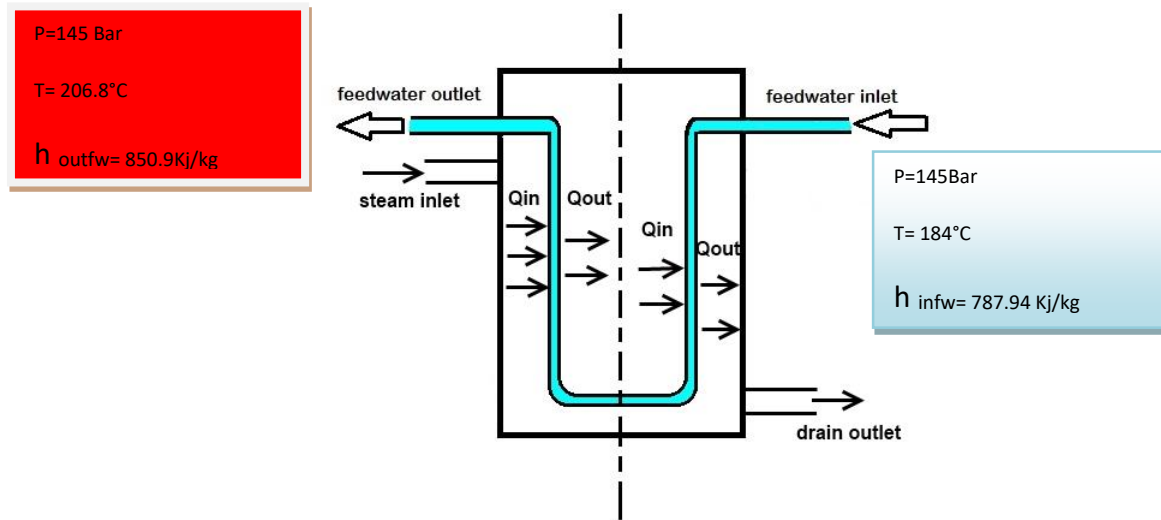 P=145 Bar
T= 206.8°C
h outfw= 850.9Kj/kg
feedwater outlet
feedwater inlet
steam inlet
Qin
Qout
Qin
Qout
P=145Bar
T= 184°C
h infw= 787.94 Kj/kg
drain outlet